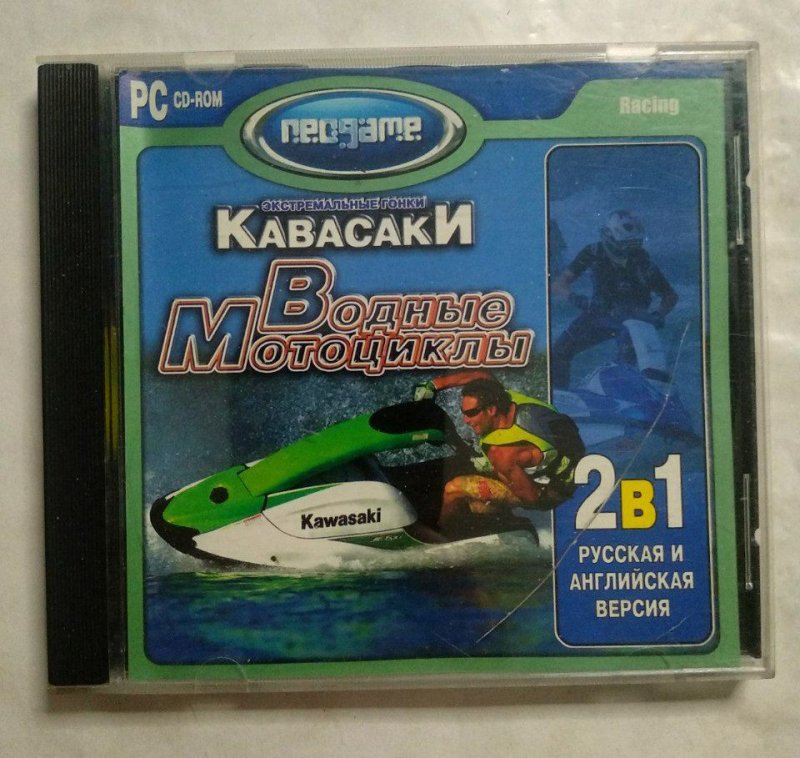 PC CD-ROM
neogame
Racing
ЭКСТРЕМАЛЬНЫЕ ГОНКИ
КАВАСАКИ
ВОДНЫЕ
МОТОЦИКЛЫ
Kawasaki
2В1
РУССКАЯ И
АНГЛИЙСКАЯ
ВЕРСИЯ